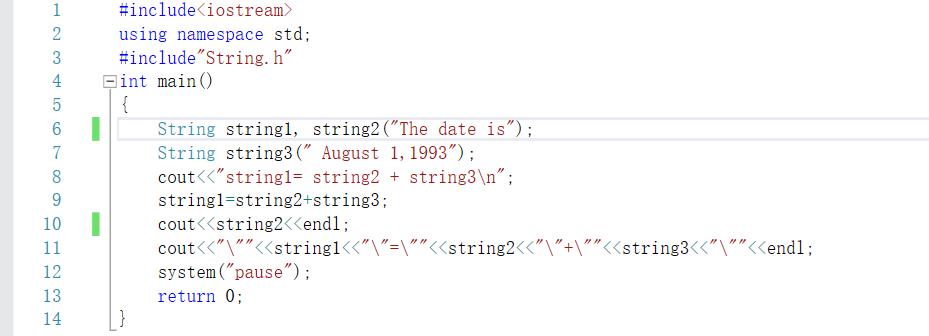 1 #include<iostream>
2 using namespace std;
3 #include"String.h"
4 int main()
5 {
6 String string1, string2("The date is");
7 String string3(" August 1,1993");
8 cout<<"string1= string2 + string3\n";
9 string1=string2+string3;
10 cout<<string2<<endl;
11 cout<<"\""<<string1<<"\"=\""<<string2<<"\"+\""<<string3<<"\""<<endl;
12 system("pause");
13 return 0;
14 }